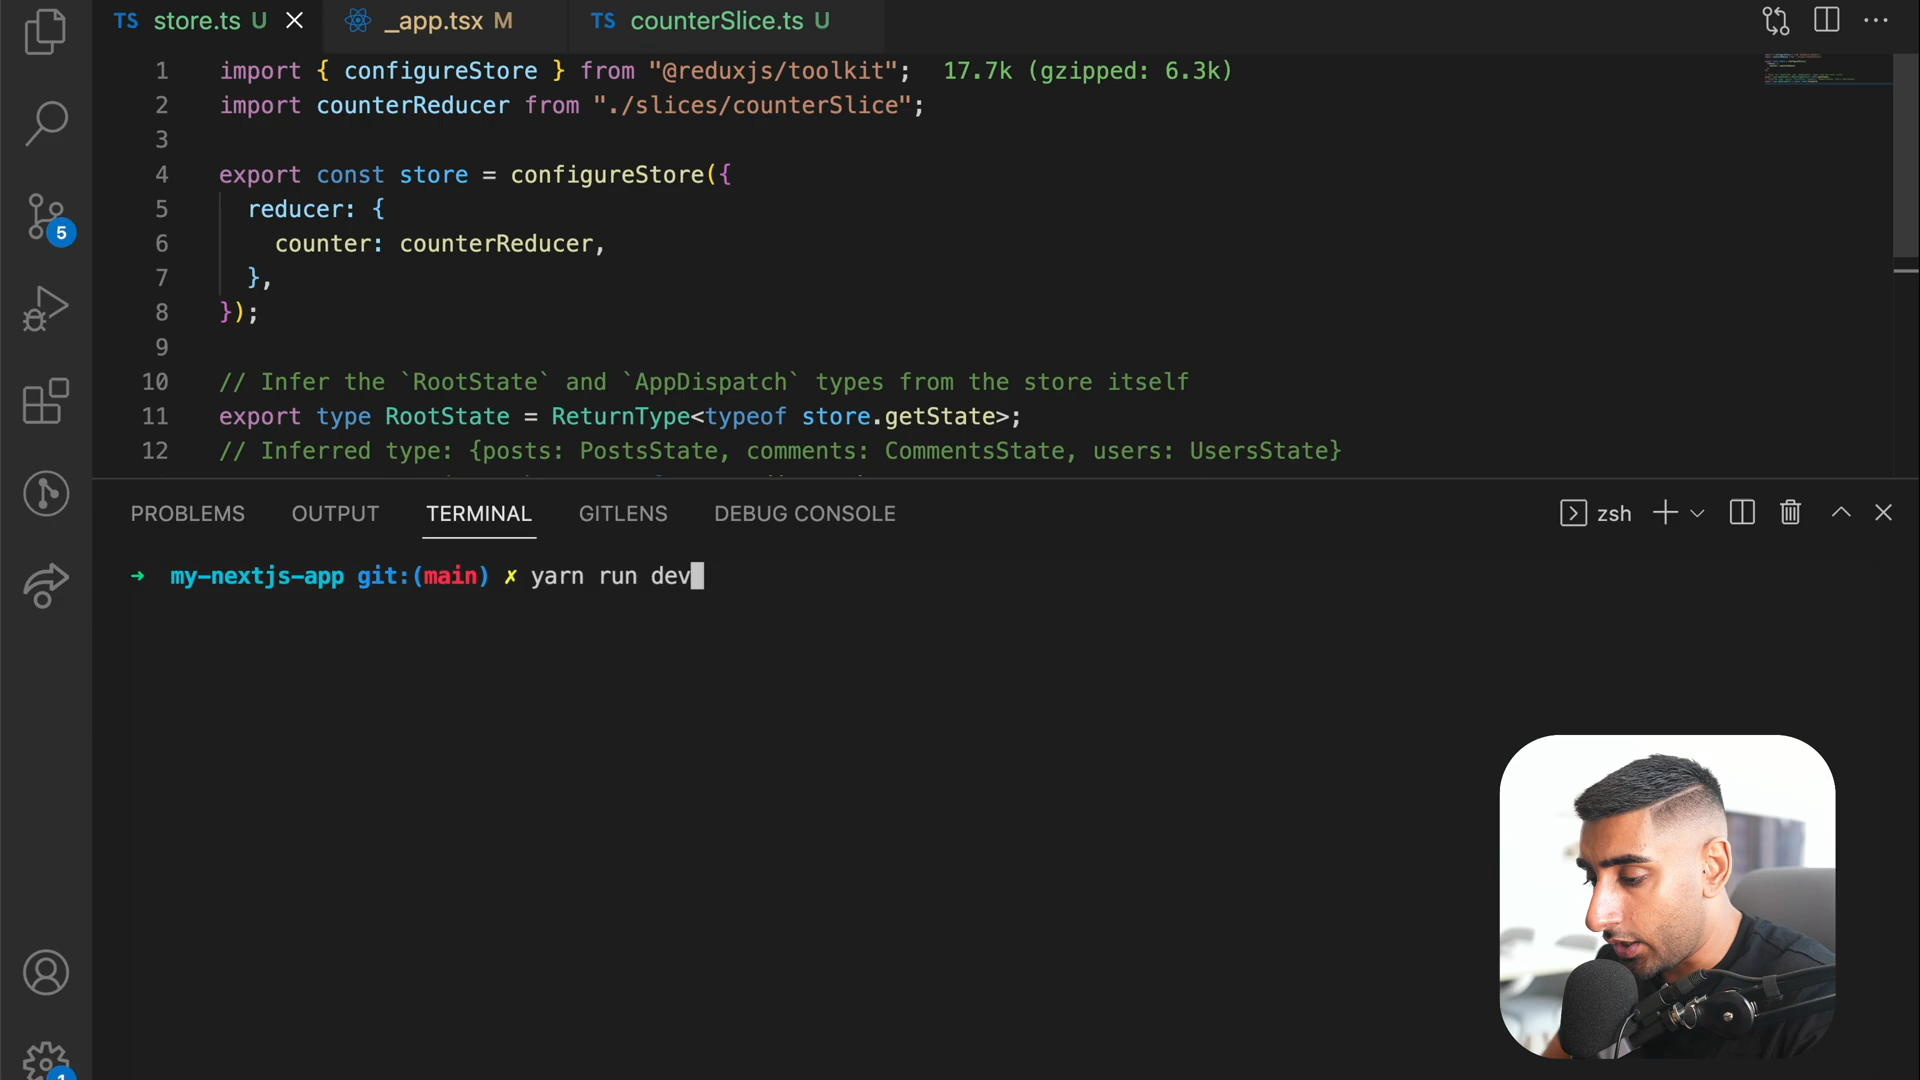 TS store.ts U
_app.tsx M
TS counterSlice.ts U
1 import { configureStore } from "@reduxjs/toolkit"; 17.7k (gzipped: 6.3k)
2 import counterReducer from "./slices/counterSlice";
3
4 export const store = configureStore({
5 reducer: {
6 counter: counterReducer,
7 },
8 });
9
10 // Infer the `RootState` and `AppDispatch` types from the store itself
11 export type RootState = ReturnType<typeof store.getState>;
12 // Inferred type: {posts: PostsState, comments: CommentsState, users: UsersState}
5
PROBLEMS OUTPUT TERMINAL GITLENS DEBUG CONSOLE zsh
➜ my-nextjs-app git:(main) ✗ yarn run dev
1